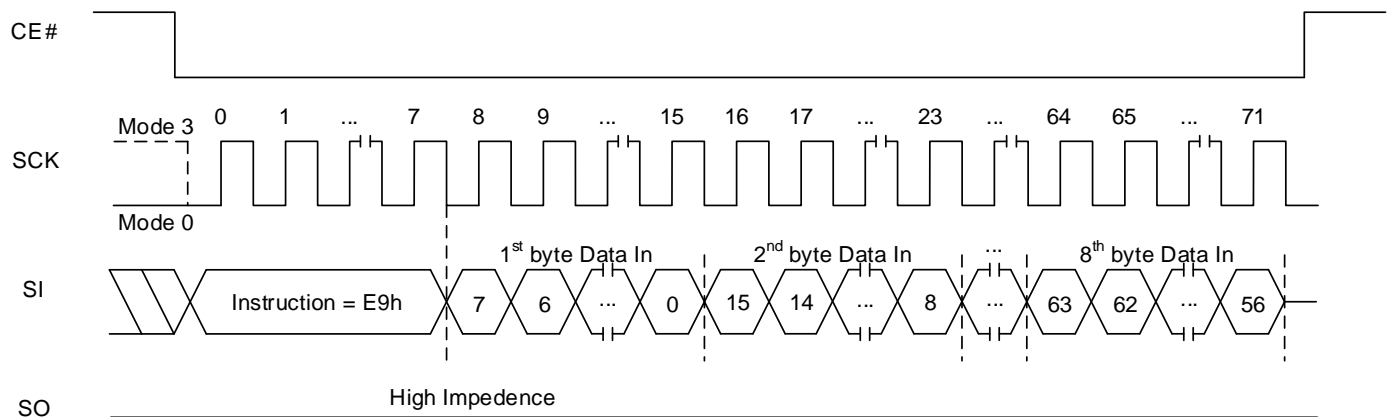 CE#
0 1 ... 7 8 9 ... 15 16 17 ... 23 ... 64 65 ... 71
Mode 3
SCK
Mode 0
1st byte Data In 2nd byte Data In ... 8th byte Data In
SI Instruction = E9h 7 6 ... 0 15 14 ... 8 ... 63 62 ... 56
High Impedence
SO